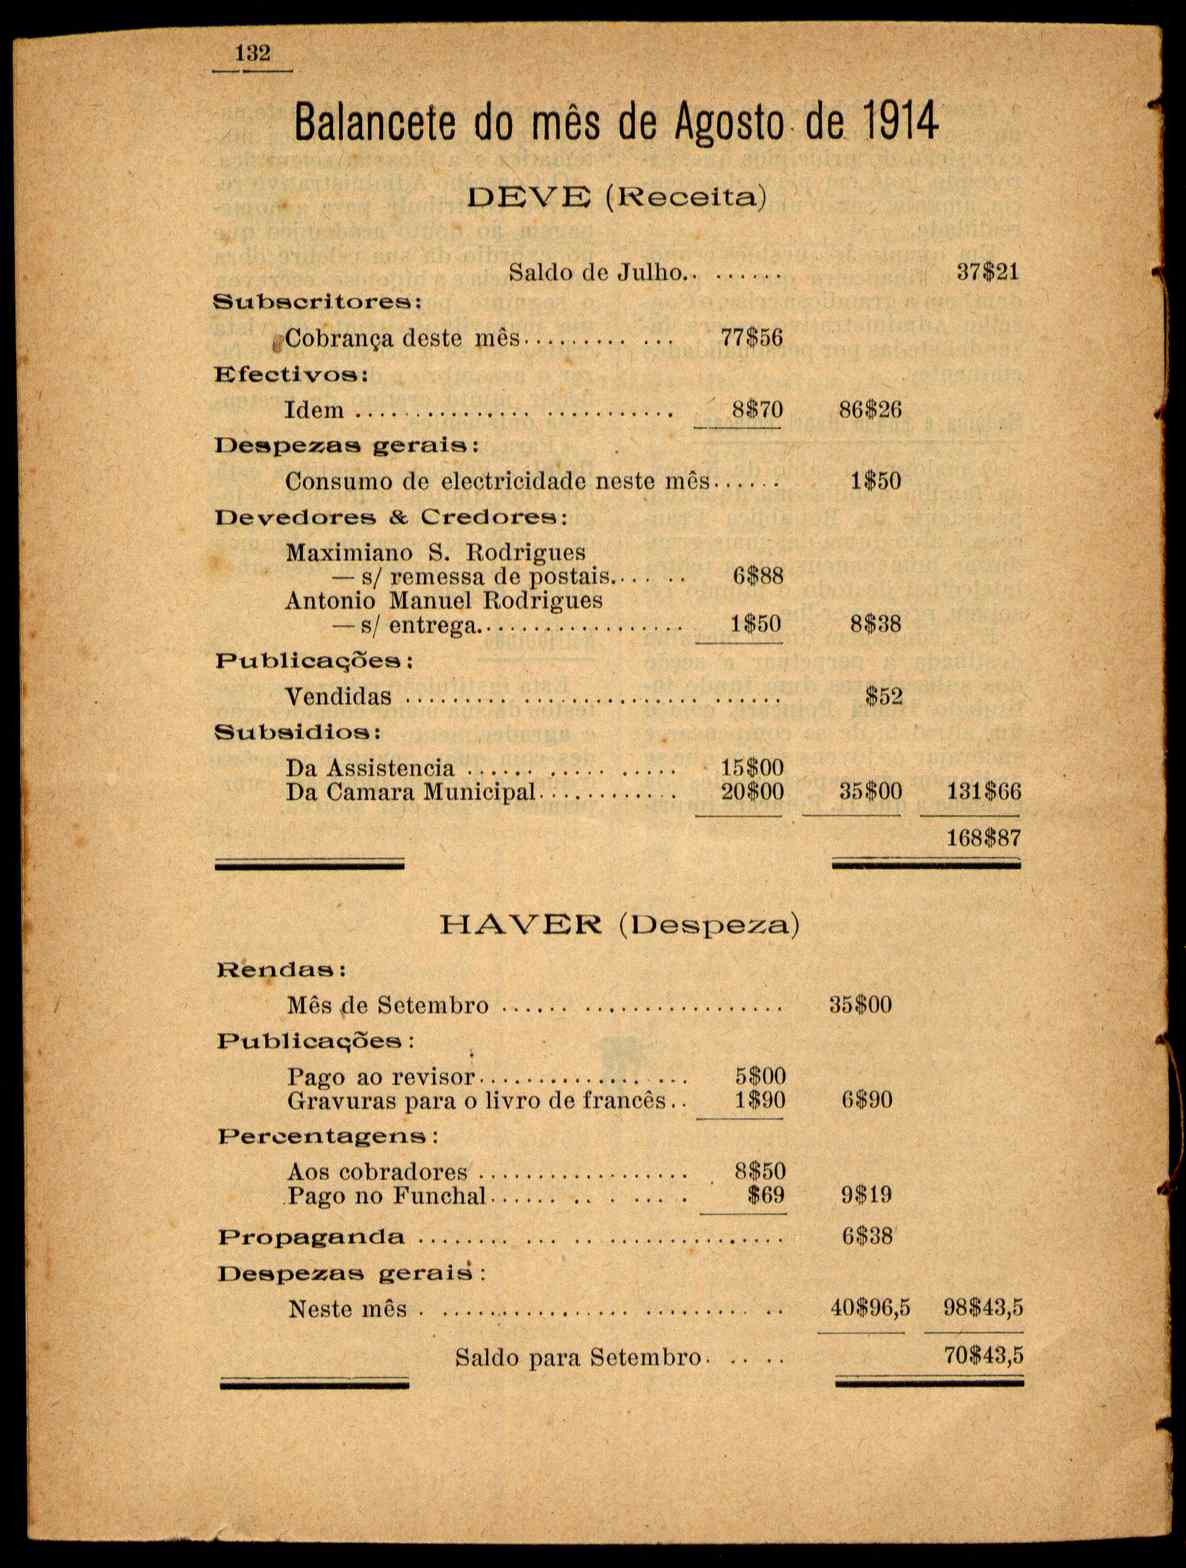 132
Balancete do mês de Agosto de 1914
DEVE (Receita)
Saldo de Julho.. ...... 37$21
Subscritores:
Cobrança deste mês.......... ... 77$56
Efectivos:
Idem ............... ........... 8$70 86$26
Despezas gerais:
Consumo de electricidade neste mês...... 1$50
Devedores & Credores:
Maximiano S. Rodrigues
— s/ remessa de postais...... 6$88
Antonio Manuel Rodrigues
— s/ entrega.................. 1$50 8$38
Publicações:
Vendidas ......................... ...... $52
Subsidios:
Da Assistencia ...... ...... ..... 15$00
Da Camara Municipal............ 20$00 35$00 131$66
168$87
HAVER (Despeza)
Rendas:
Mês de Setembro ...... ................. 35$00
Publicações:
Pago ao revisor.............. ... 5$00
Gravuras para o livro de francês.. 1$90 6$90
Percentagens:
Aos cobradores .................. 8$50
Pago no Funchal...... .. . .... $69 9$19
Propaganda ........ ... .. ................. 6$38
Despezas gerais:
Neste mês . ................ ......... .. 40$96,5 98$43,5
Saldo para Setembro. .. .. 70$43,5